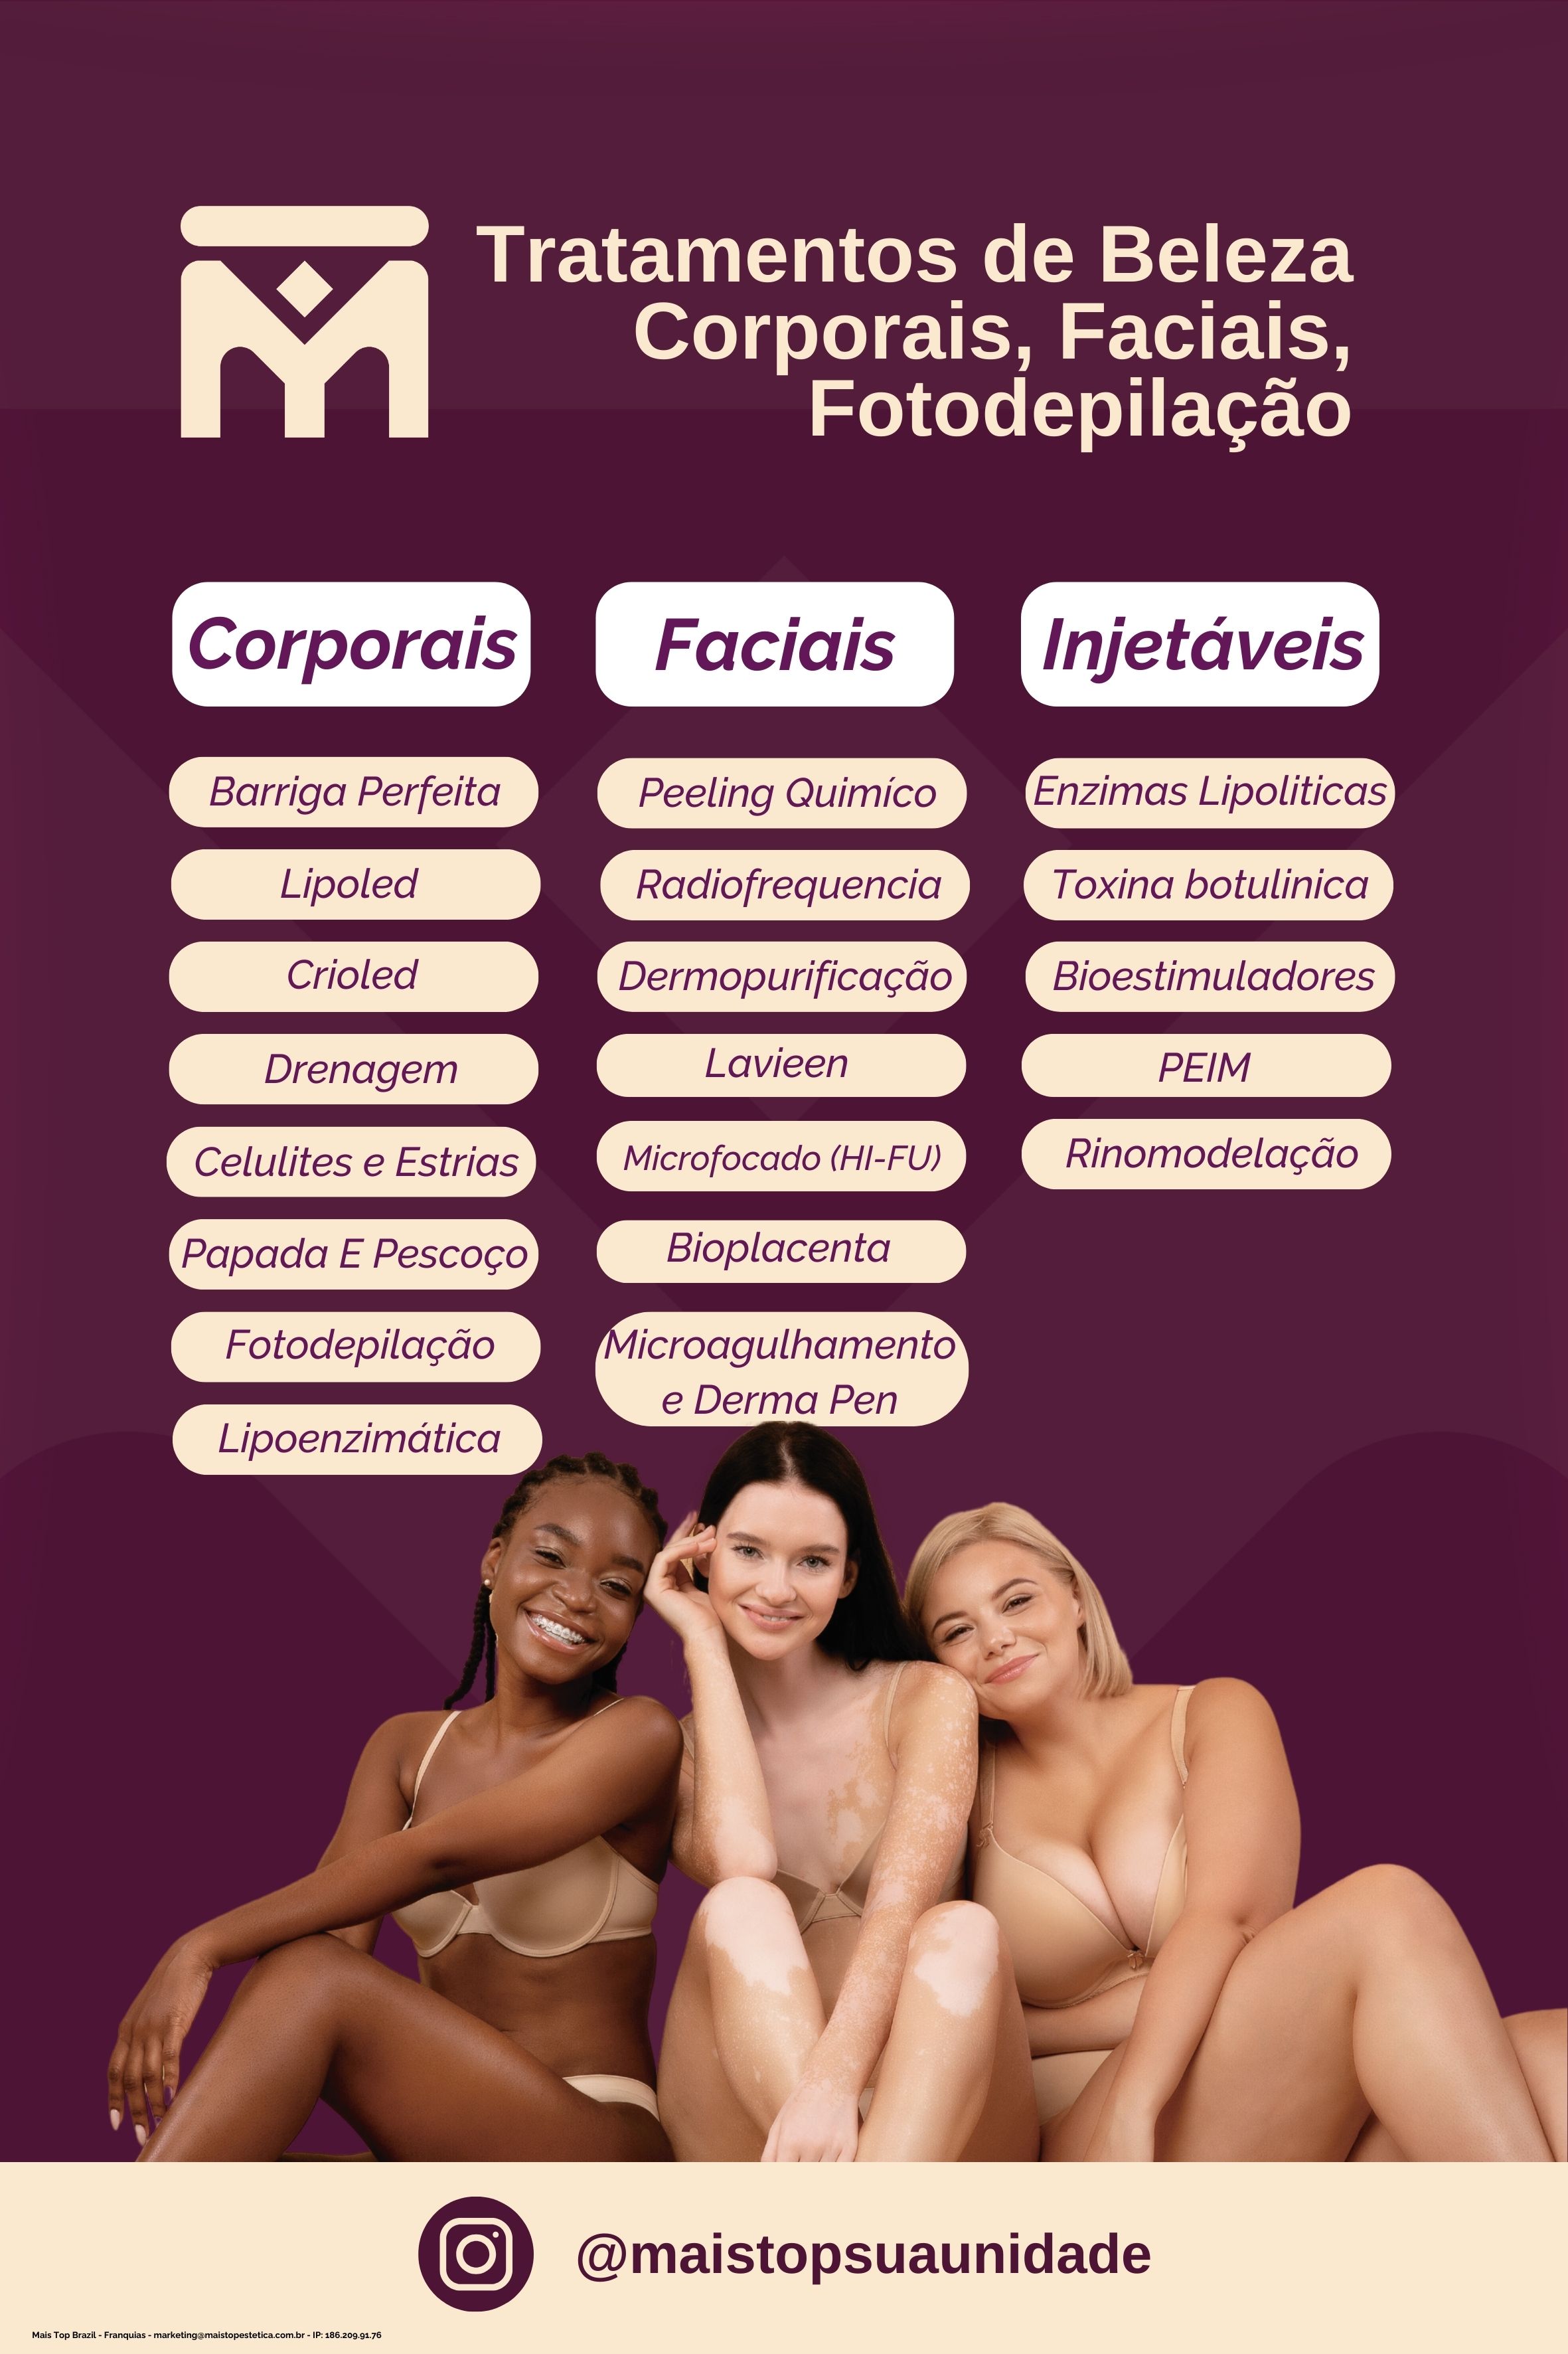 Tratamentos de Beleza
Corporais, Faciais,
Fotodepilação
Corporais
Barriga Perfeita
Lipoled
Crioled
Drenagem
Celulites e Estrias
Papada E Pescoço
Fotodepilação
Lipoenzimática
Faciais
Peeling Quimíco
Radiofrequencia
Dermopurificação
Lavieen
Microfocado (HI-FU)
Bioplacenta
Microagulhamento
e Derma Pen
Injetáveis
Enzimas Lipoliticas
Toxina botulinica
Bioestimuladores
PEIM
Rinomodelação
@maistopsuaunidade
Mais Top Brazil - Franquias - marketing@maistopestetica.com.br - IP: 186.209.91.76